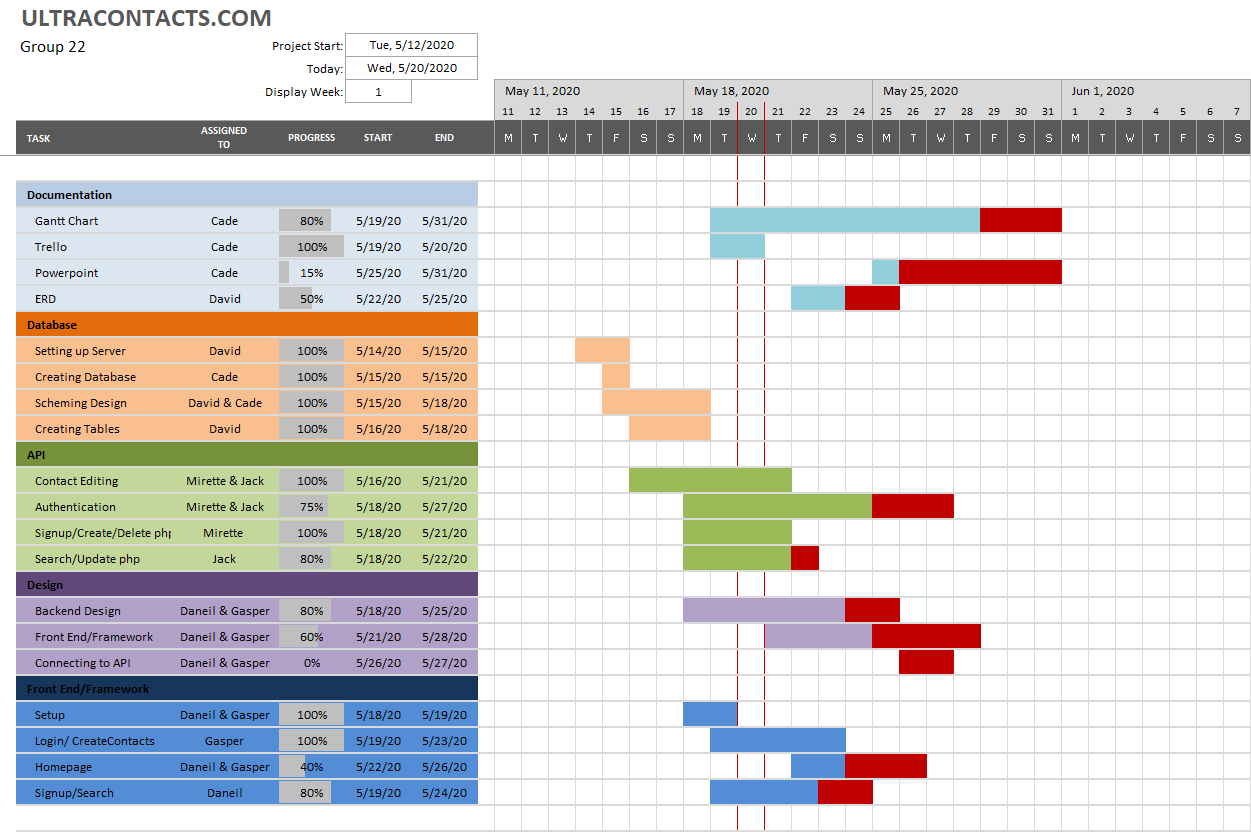 ULTRACONTACTS.COM
Group 22
Project Start: Tue, 5/12/2020
Today: Wed, 5/20/2020
Display Week: 1
May 11, 2020 May 18, 2020 May 25, 2020 Jun 1, 2020
11 12 13 14 15 16 17 18 19 20 21 22 23 24 25 26 27 28 29 30 31 1 2 3 4 5 6 7
TASK ASSIGNED TO PROGRESS START END M T W T F S S M T W T F S S M T W T F S S M T W T F S S
Documentation
Gantt Chart Cade 80% 5/19/20 5/31/20
Trello Cade 100% 5/19/20 5/20/20
Powerpoint Cade 15% 5/25/20 5/31/20
ERD David 50% 5/22/20 5/25/20
Database
Setting up Server David 100% 5/14/20 5/15/20
Creating Database Cade 100% 5/15/20 5/15/20
Scheming Design David & Cade 100% 5/15/20 5/18/20
Creating Tables David 100% 5/16/20 5/18/20
API
Contact Editing Mirette & Jack 100% 5/16/20 5/21/20
Authentication Mirette & Jack 75% 5/18/20 5/27/20
Signup/Create/Delete php Mirette 100% 5/18/20 5/21/20
Search/Update php Jack 80% 5/18/20 5/22/20
Design
Backend Design Daneil & Gasper 80% 5/18/20 5/25/20
Front End/Framework Daneil & Gasper 60% 5/21/20 5/28/20
Connecting to API Daneil & Gasper 0% 5/26/20 5/27/20
Front End/Framework
Setup Daneil & Gasper 100% 5/18/20 5/19/20
Login/ CreateContacts Gasper 100% 5/19/20 5/23/20
Homepage Daneil & Gasper 40% 5/22/20 5/26/20
Signup/Search Daneil 80% 5/19/20 5/24/20